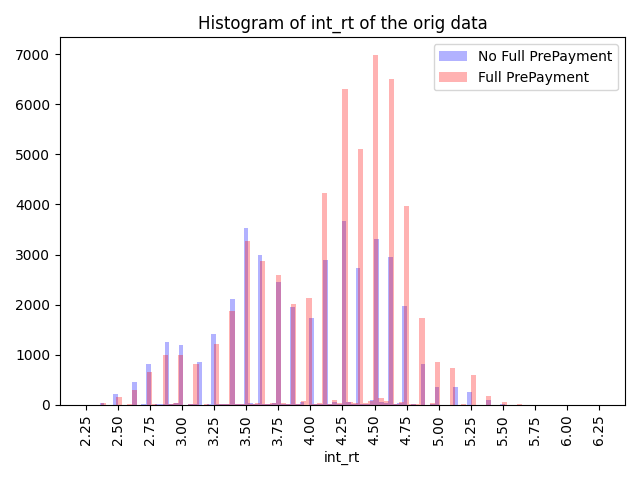 Histogram of int_rt of the orig data
No Full PrePayment
Full PrePayment
7000
6000
5000
4000
3000
2000
1000
0
2.25 2.50 2.75 3.00 3.25 3.50 3.75 4.00 4.25 4.50 4.75 5.00 5.25 5.50 5.75 6.00 6.25
int_rt